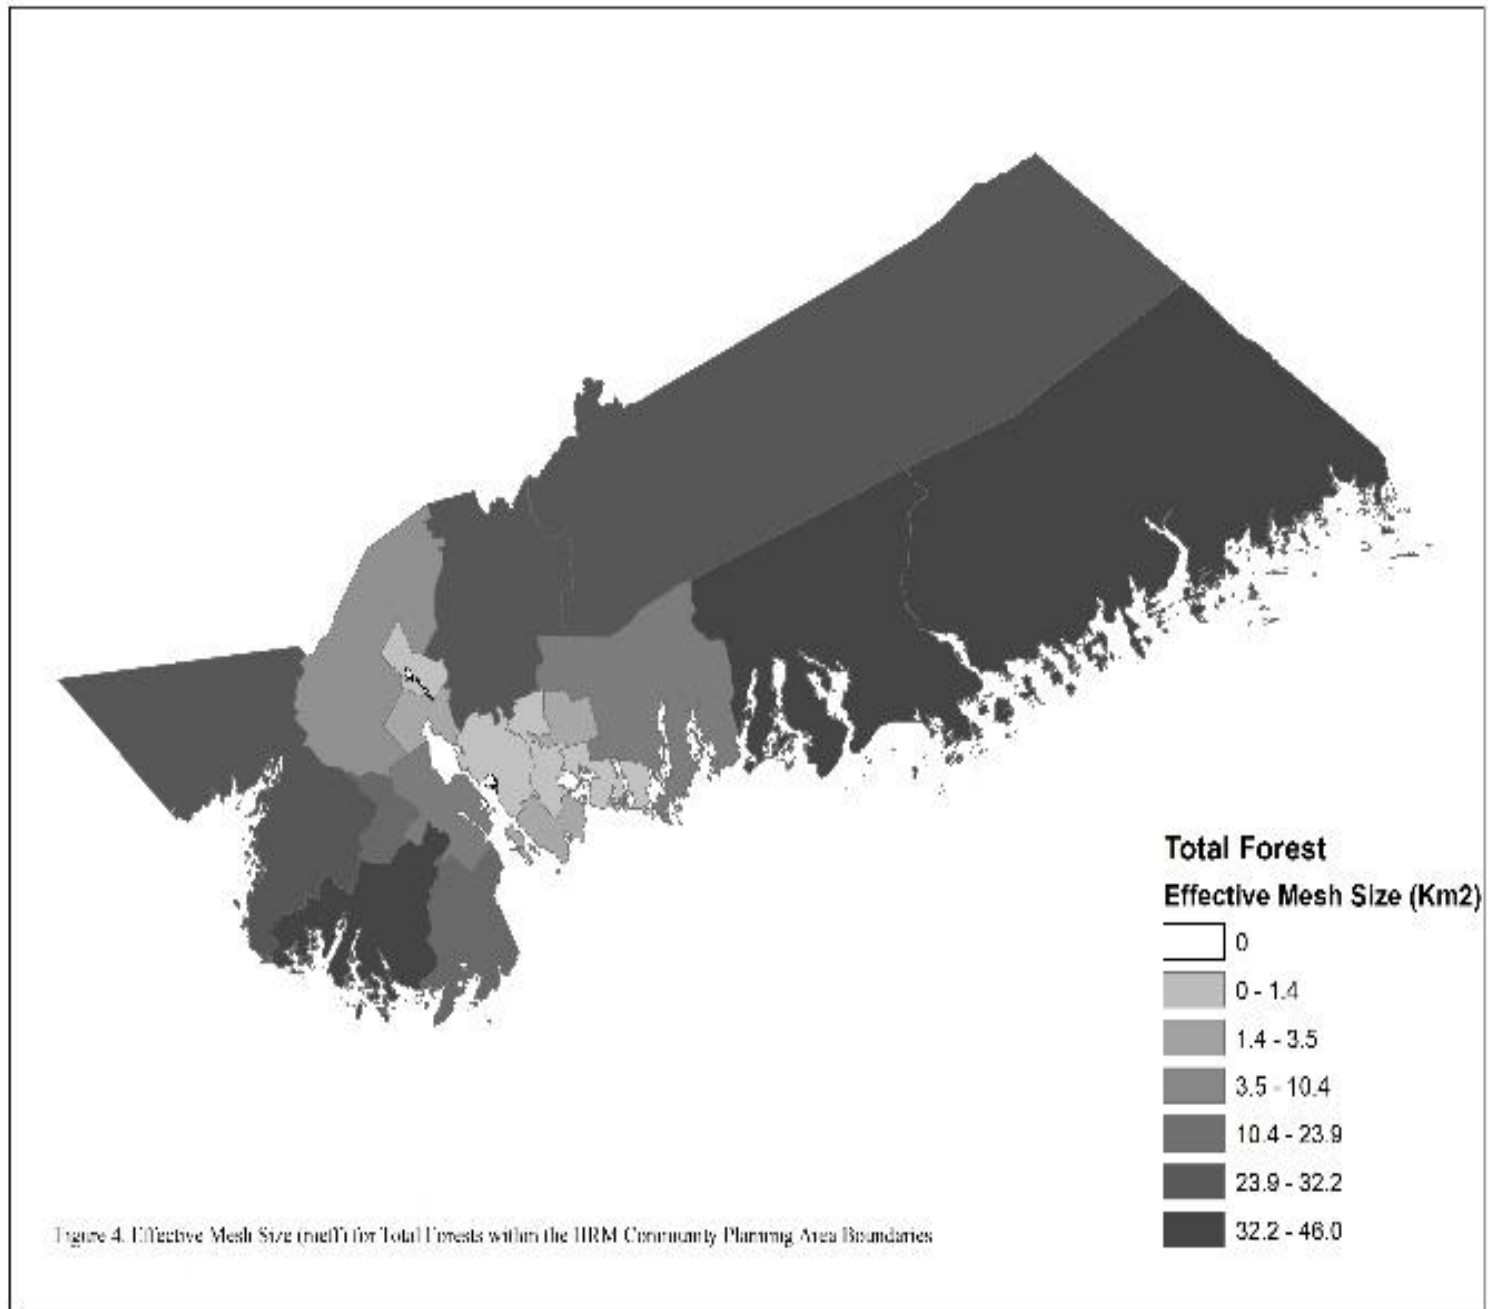 Total Forest
Effective Mesh Size (Km2)
0
0 - 1.4
1.4 - 3.5
3.5 - 10.4
10.4 - 23.9
23.9 - 32.2
32.2 - 46.0
Figure 4. Effective Mesh Size (meff) for Total Forests within the HRM Community Planning Area Boundaries